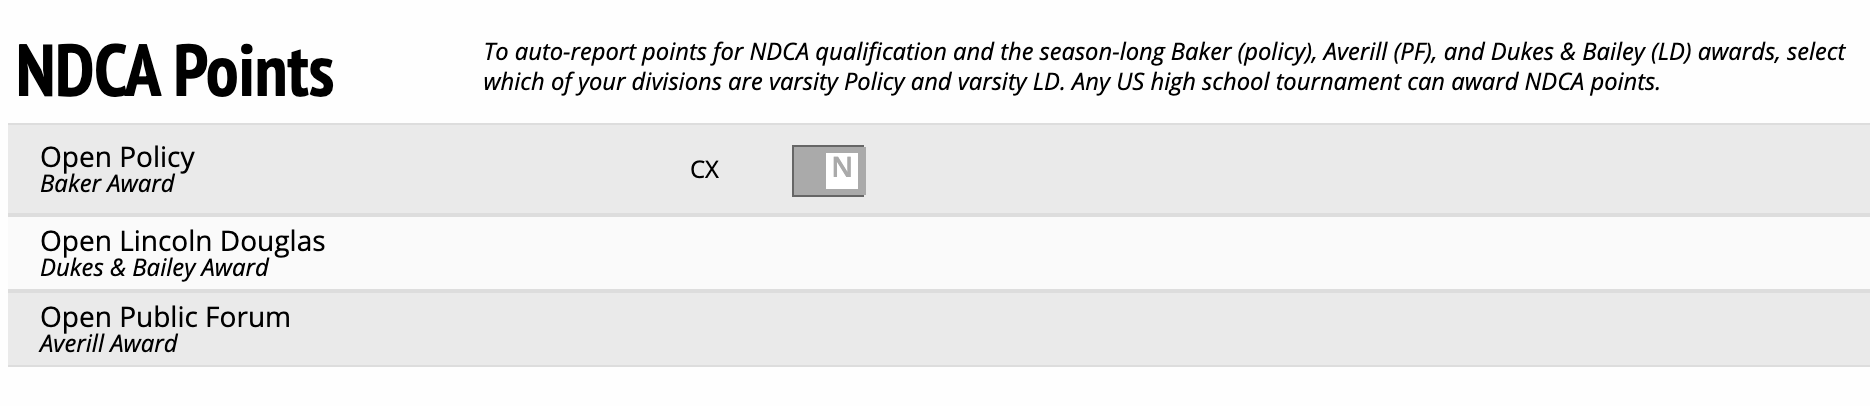 NDCA Points
To auto-report points for NDCA qualification and the season-long Baker (policy), Averill (PF), and Dukes & Bailey (LD) awards, select
which of your divisions are varsity Policy and varsity LD. Any US high school tournament can award NDCA points.
Open Policy
Baker Award
CX
N
Open Lincoln Douglas
Dukes & Bailey Award
Open Public Forum
Averill Award